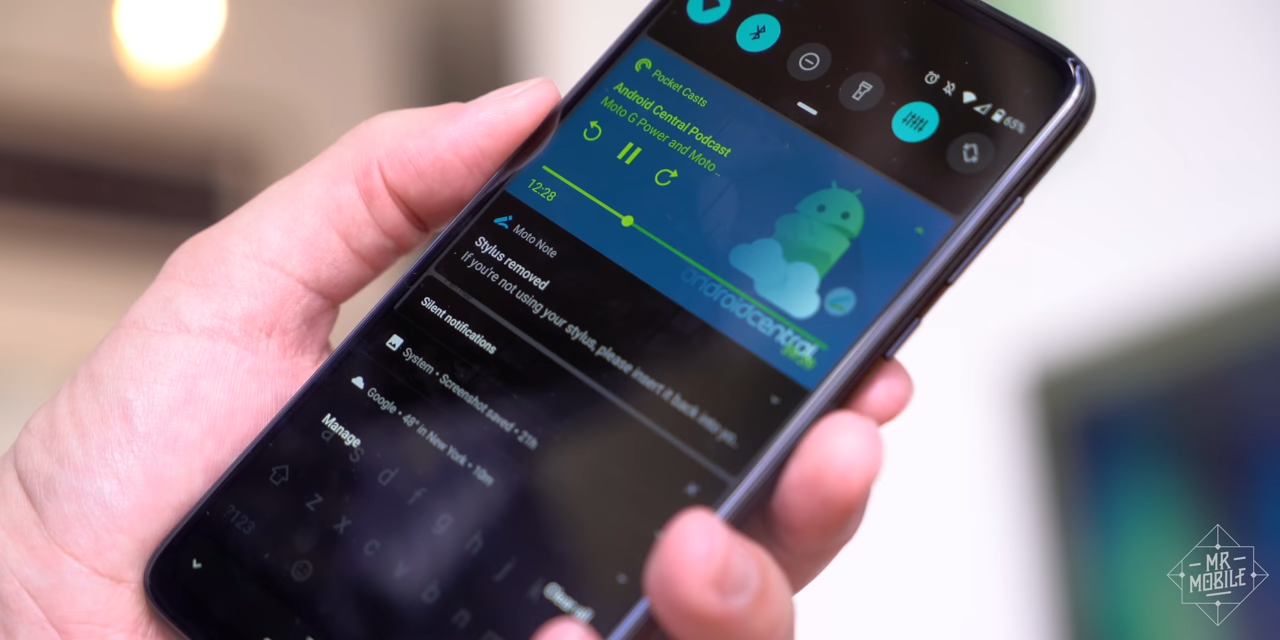 65%
Pocket Casts
Android Central Podcast
Moto G Power and Moto…
12:28
androidcentral
Moto Note
Stylus removed
If you're not using your stylus, please insert it back into yo…
Silent notifications
System • Screenshot saved • 21h
Google • 48° in New York • 10m
Manage
a s d f g h j
z x c v b n
?123
MR
MOBILE